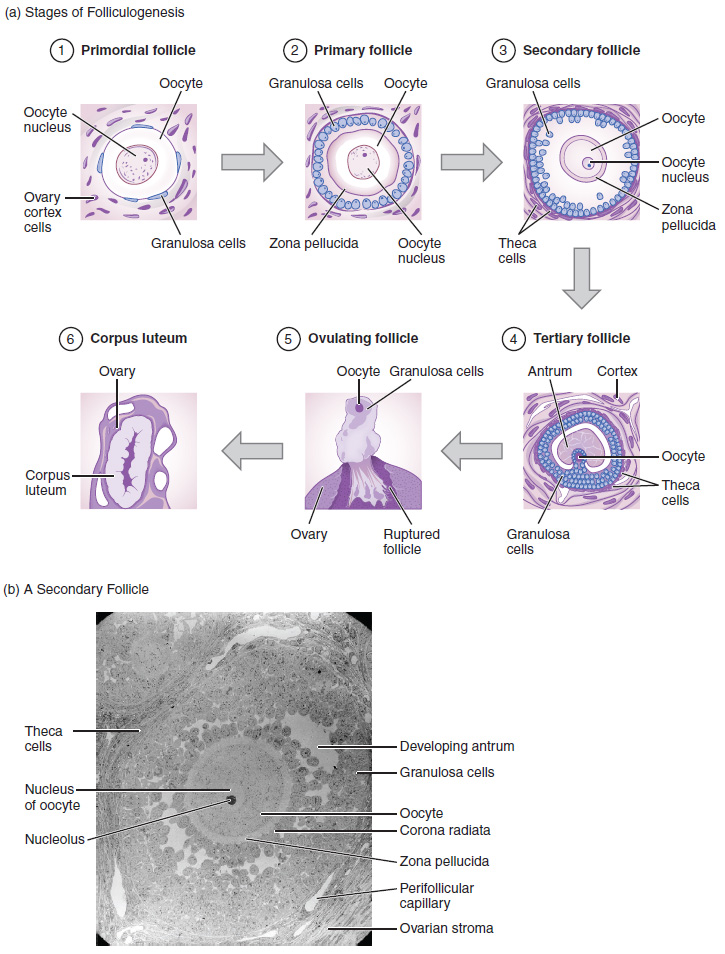 (a) Stages of Folliculogenesis
1 Primordial follicle
2 Primary follicle
3 Secondary follicle
Oocyte
Oocyte
nucleus
Ovary
cortex
cells
Granulosa cells
Granulosa cells
Oocyte
Zona pellucida
Oocyte
nucleus
Granulosa cells
Oocyte
Oocyte
nucleus
Zona
pellucida
Theca
cells
6 Corpus luteum
5 Ovulating follicle
4 Tertiary follicle
Ovary
Corpus
luteum
Oocyte
Granulosa cells
Ovary
Ruptured
follicle
Antrum
Cortex
Oocyte
Theca
cells
Granulosa
cells
(b) A Secondary Follicle
Theca
cells
Nucleus
of oocyte
Nucleolus
Developing antrum
Granulosa cells
Oocyte
Corona radiata
Zona pellucida
Perifollicular
capillary
Ovarian stroma